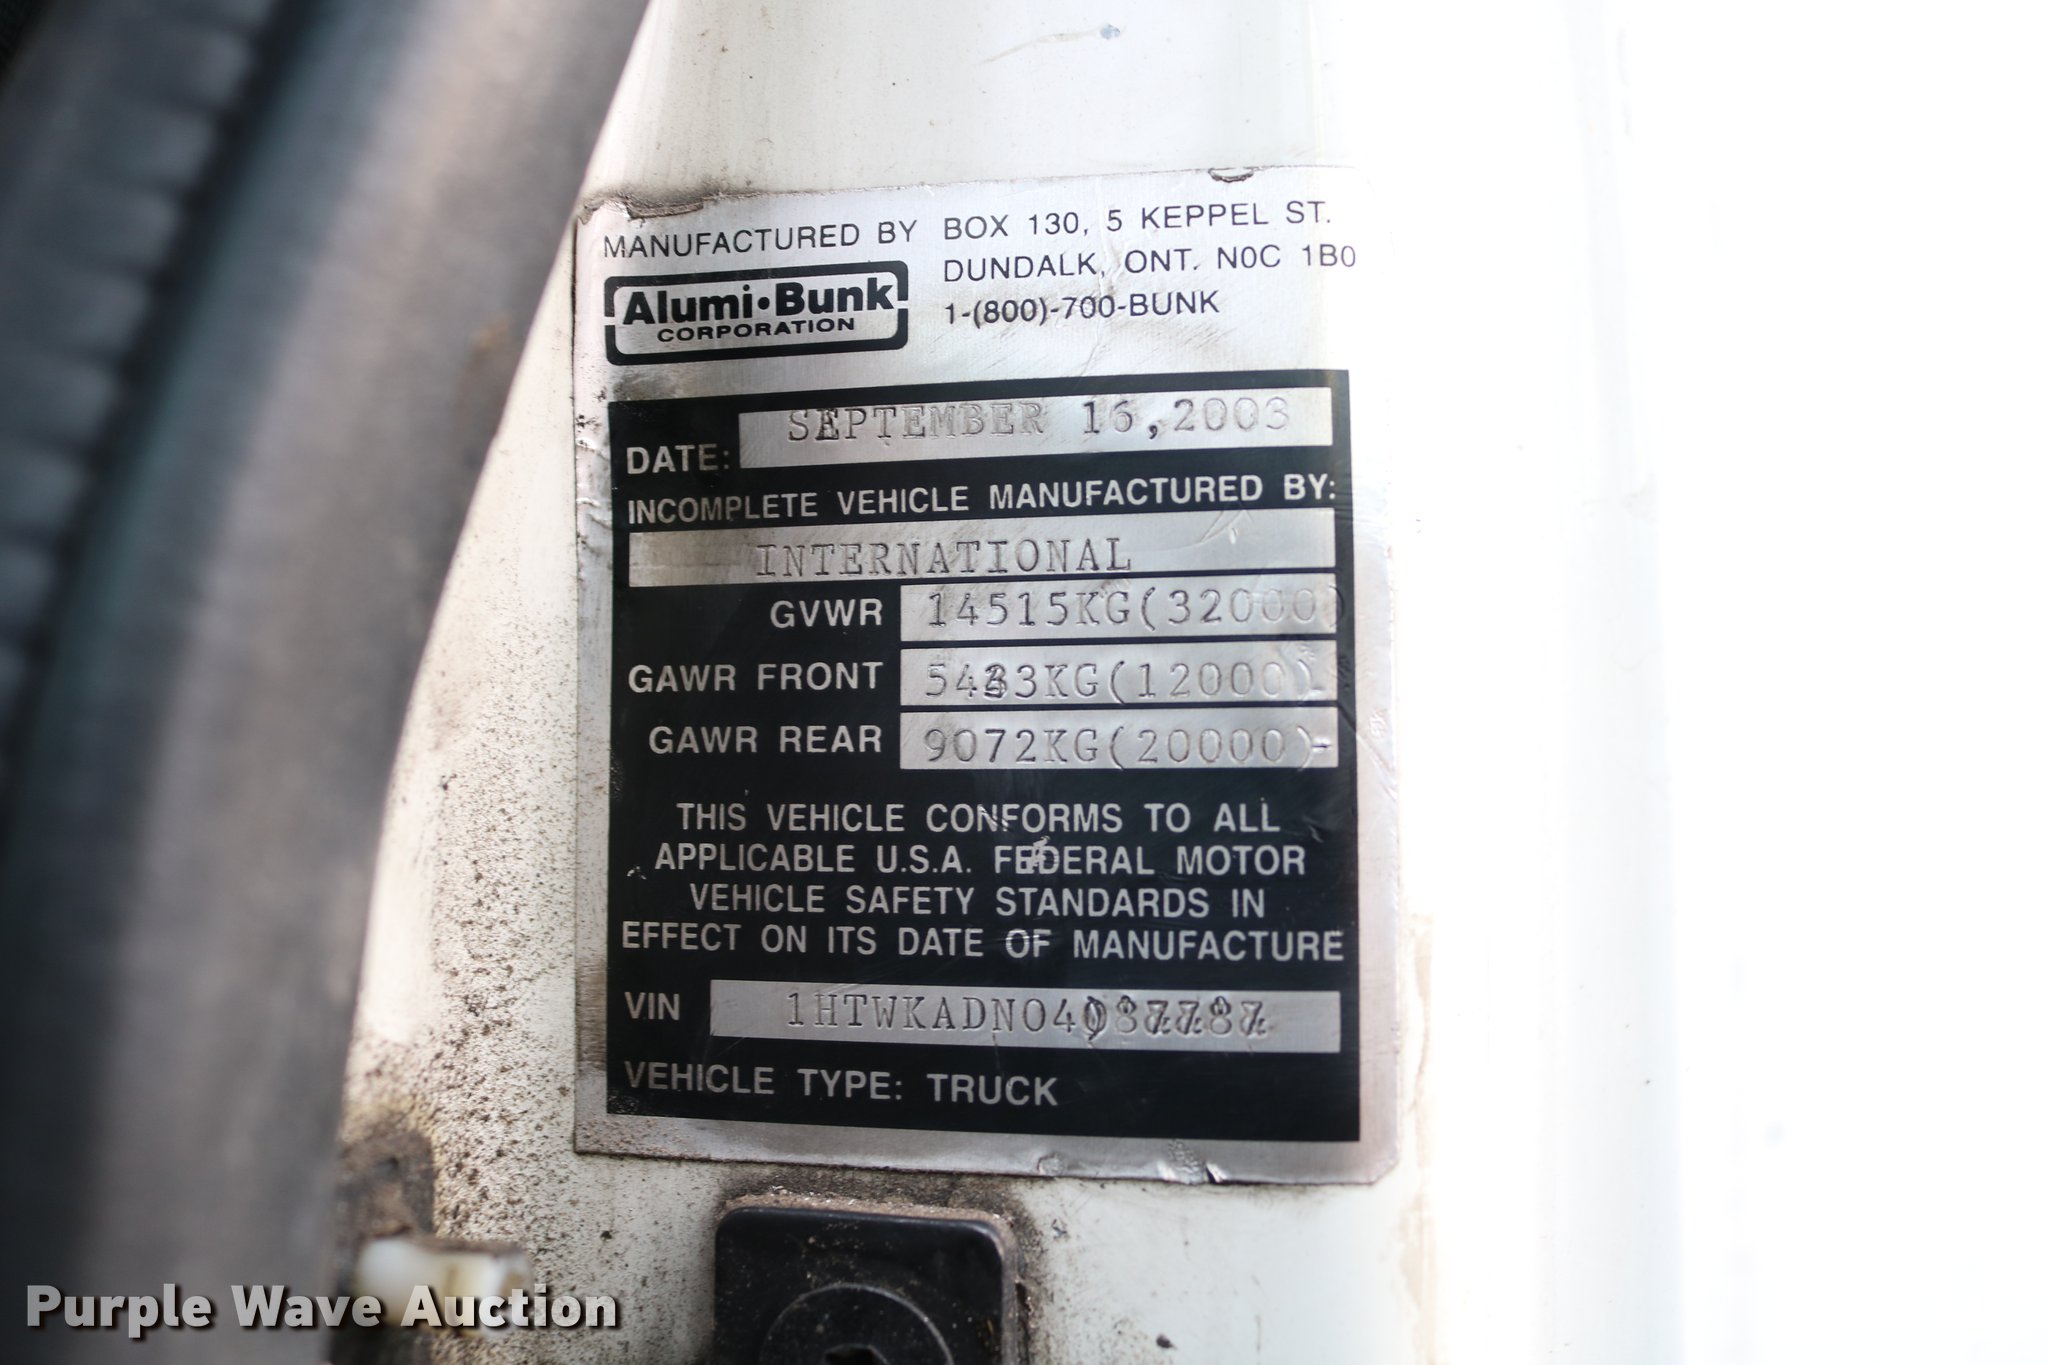 MANUFACTURED BY
Alumi·Bunk
CORPORATION
BOX 130, 5 KEPPEL ST.
DUNDALK, ONT. N0C 1B0
1-(800)-700-BUNK
DATE: SEPTEMBER 16,2003
INCOMPLETE VEHICLE MANUFACTURED BY:
INTERNATIONAL
GVWR 14515KG(32000)
GAWR FRONT KG(12000)-
GAWR REAR 9072KG(20000)-
THIS VEHICLE CONFORMS TO ALL
APPLICABLE U.S.A. FEDERAL MOTOR
VEHICLE SAFETY STANDARDS IN
EFFECT ON ITS DATE OF MANUFACTURE
VIN
VEHICLE TYPE: TRUCK
Purple Wave Auction